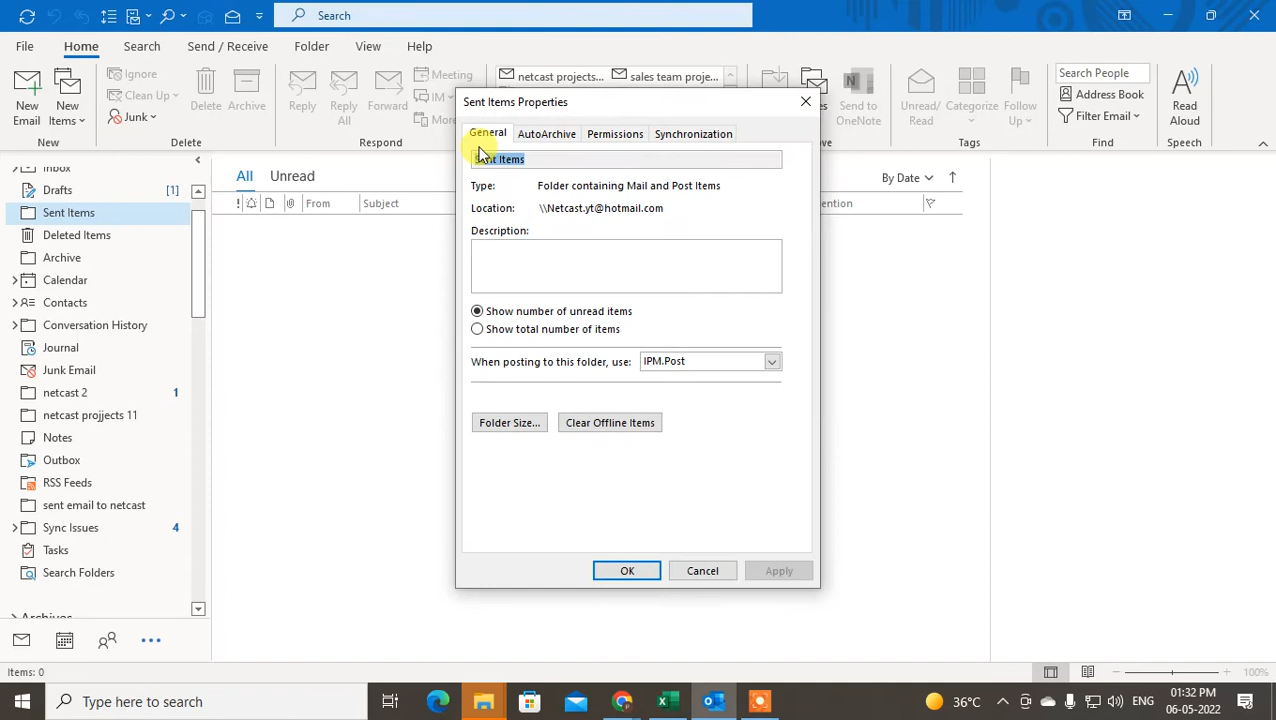 Search
File Home Search Send / Receive Folder View Help
New Email
New Items
Ignore
Clean Up
Junk
Delete
Archive
Reply
Reply All
Forward
Meeting
IM
More
netcast projects...
sales team proje...
Send to OneNote
Unread/ Read
Categorize
Follow Up
Search People
Address Book
Filter Email
Read Aloud
New Delete Respond Tags Find Speech
Inbox
Drafts [1]
Sent Items
Deleted Items
Archive
Calendar
Contacts
Conversation History
Journal
Junk Email
netcast 2 1
netcast projjects 11
Notes
Outbox
RSS Feeds
sent email to netcast
Sync Issues 4
Tasks
Search Folders
Archives
All Unread By Date
From Subject
Sent Items Properties
General AutoArchive Permissions Synchronization
Sent Items
Type: Folder containing Mail and Post Items
Location: \\Netcast.yt@hotmail.com
Description:
Show number of unread items
Show total number of items
When posting to this folder, use: IPM.Post
Folder Size... Clear Offline Items
OK Cancel Apply
Items: 0 100%
Type here to search 36°C ENG 01:32 PM
06-05-2022